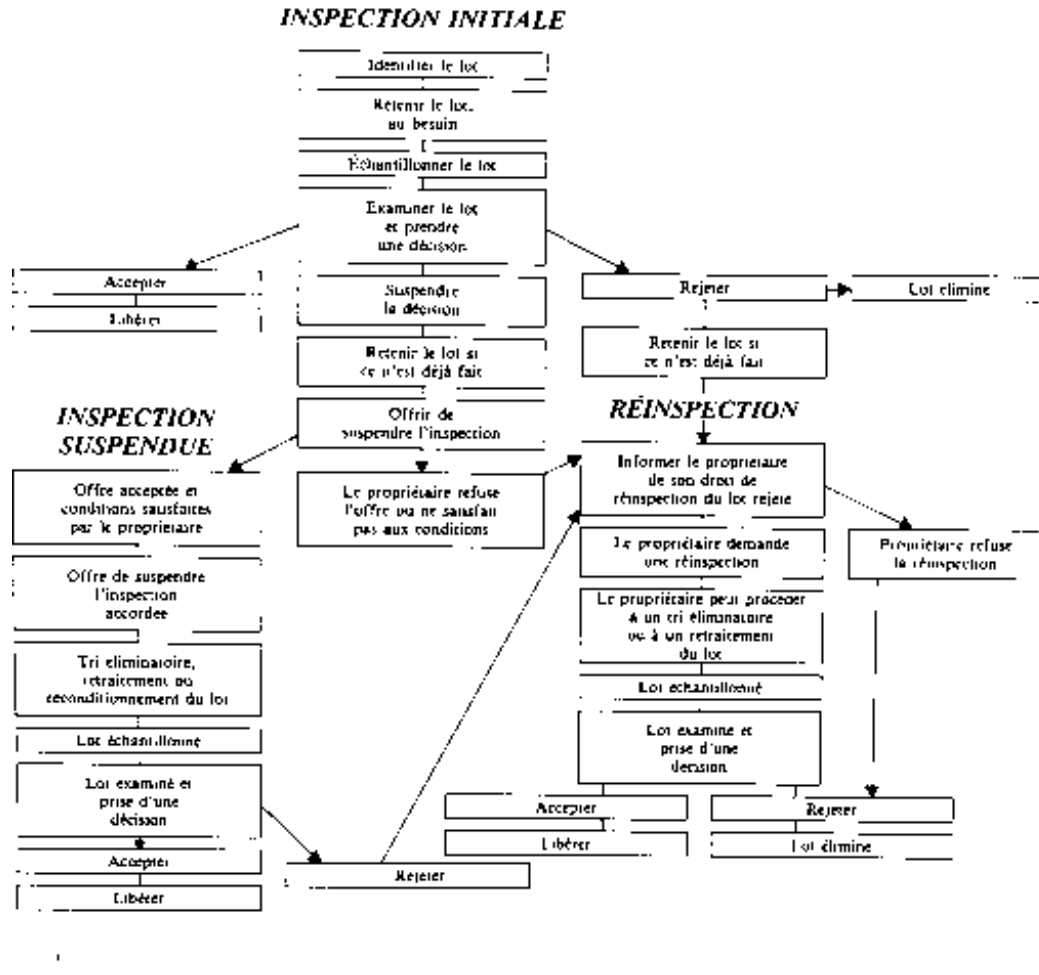 INSPECTION INITIALE
Identifier le lot
Retenir le lot,
au besoin
Échantillonner le lot
Examiner le lot
et prendre
une décision
Accepter
Libérer
Suspendre
la décision
Rejeter
Lot elimine
Retenir le lot si
ce n'est déjà fait
Retenir le lot si
ce n'est déjà fait
Offrir de
suspendre l'inspection
INSPECTION
SUSPENDUE
Offre acceptée et
conditions satisfaites
par le propriétaire
Le propriétaire refuse
l'offre ou ne satisfait
pas aux conditions
Offre de suspendre
l'inspection
accordée
Tri eliminatoire,
retraitement ou
reconditionnement du lot
Lot échantillonné
Lot examiné et
prise d'une
décision
Accepter
Libérer
Rejeter
RÉINSPECTION
Informer le propriétaire
de son droit de
réinspection du lot rejeté
Le propriétaire demande
une réinspection
Propriétaire refuse
la réinspection
Le propriétaire peut procéder
à un tri éliminatoire
ou à un retraitement
du lot
Lot échantillonné
Lot examiné et
prise d'une
decision
Accepter
Libérer
Rejeter
Lot élimine